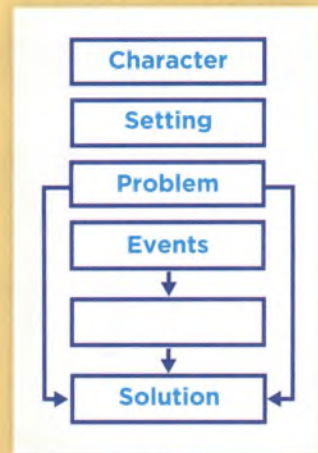 Character
Setting
Problem
Events
Solution